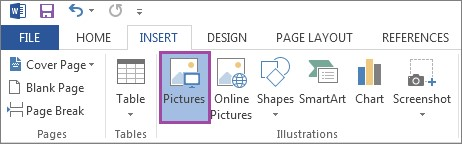 FILE HOME INSERT DESIGN PAGE LAYOUT REFERENCES
Cover Page
Blank Page
Page Break
Pages
Table
Tables
Pictures
Online
Pictures
Shapes
SmartArt
Chart
Screenshot
Illustrations